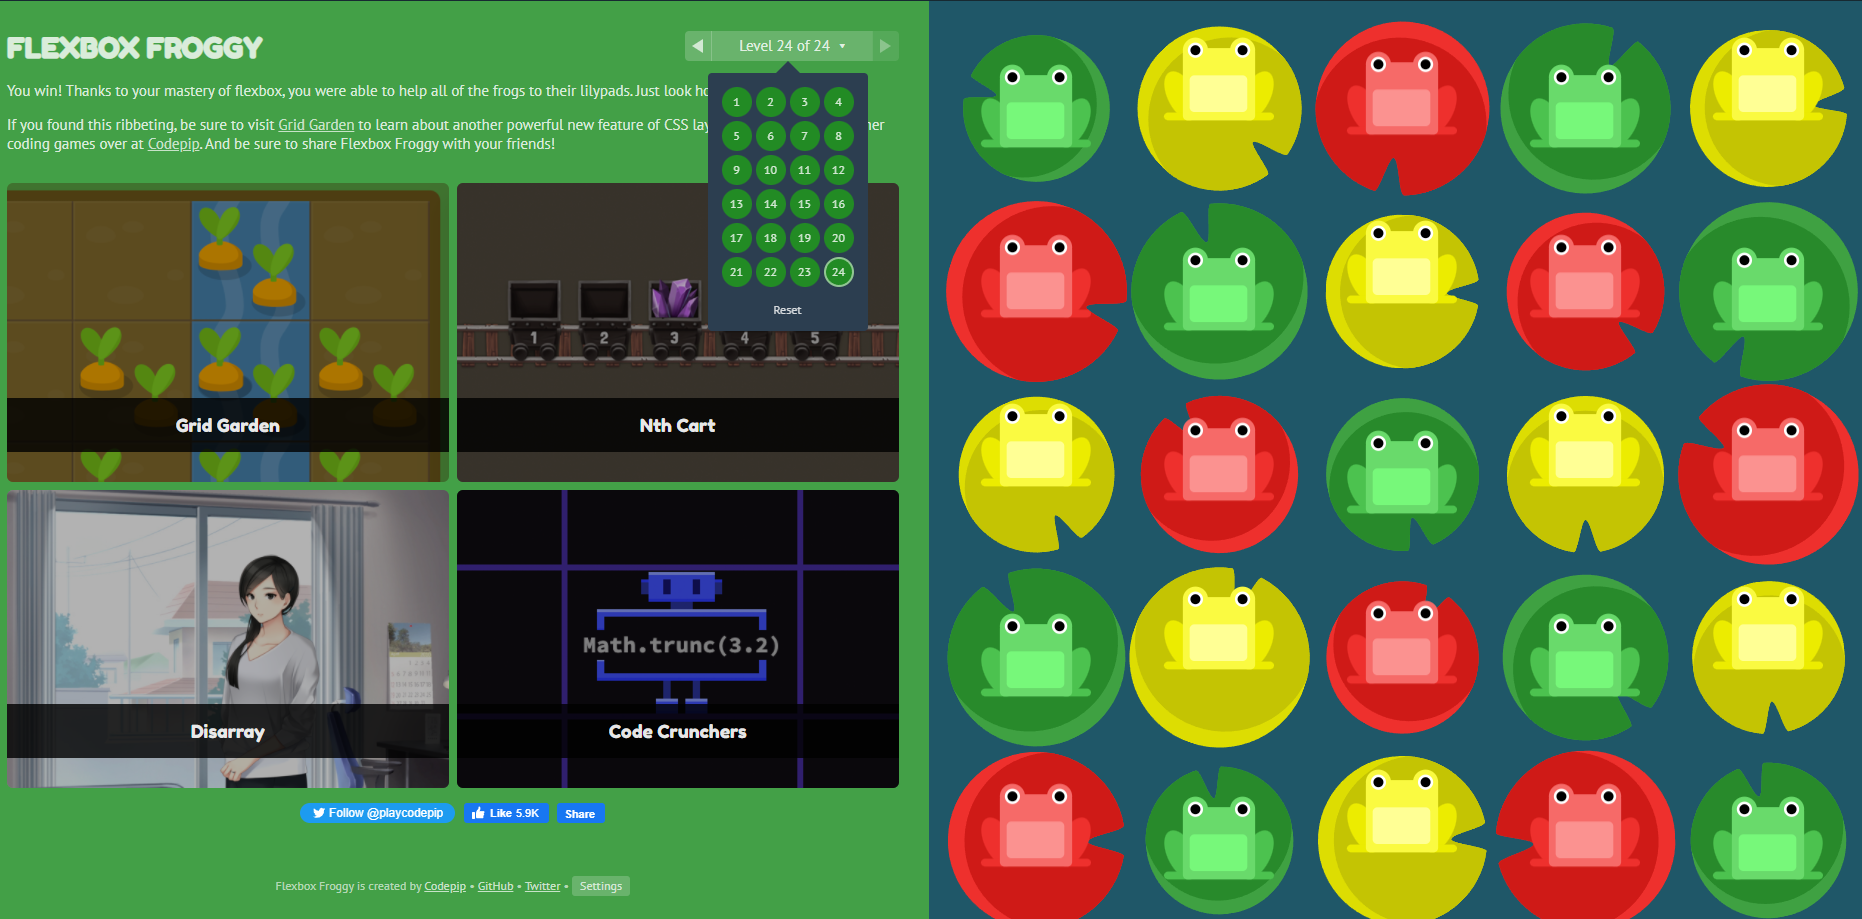 FLEXBOX FROGGY
Level 24 of 24
You win! Thanks to your mastery of flexbox, you were able to help all of the frogs to their lilypads. Just look
If you found this ribbeting, be sure to visit Grid Garden to learn about another powerful new feature of CSS
coding games over at Codepip. And be sure to share Flexbox Froggy with your friends!
1 2 3 4
5 6 7 8
9 10 11 12
13 14 15 16
17 18 19 20
21 22 23 24
Reset
1 2 3 4 5
Grid Garden
Nth Cart
Math.trunc(3.2)
Disarray
Code Crunchers
Follow @playcodepip
Like 5.9K
Share
Flexbox Froggy is created by Codepip • GitHub • Twitter • Settings